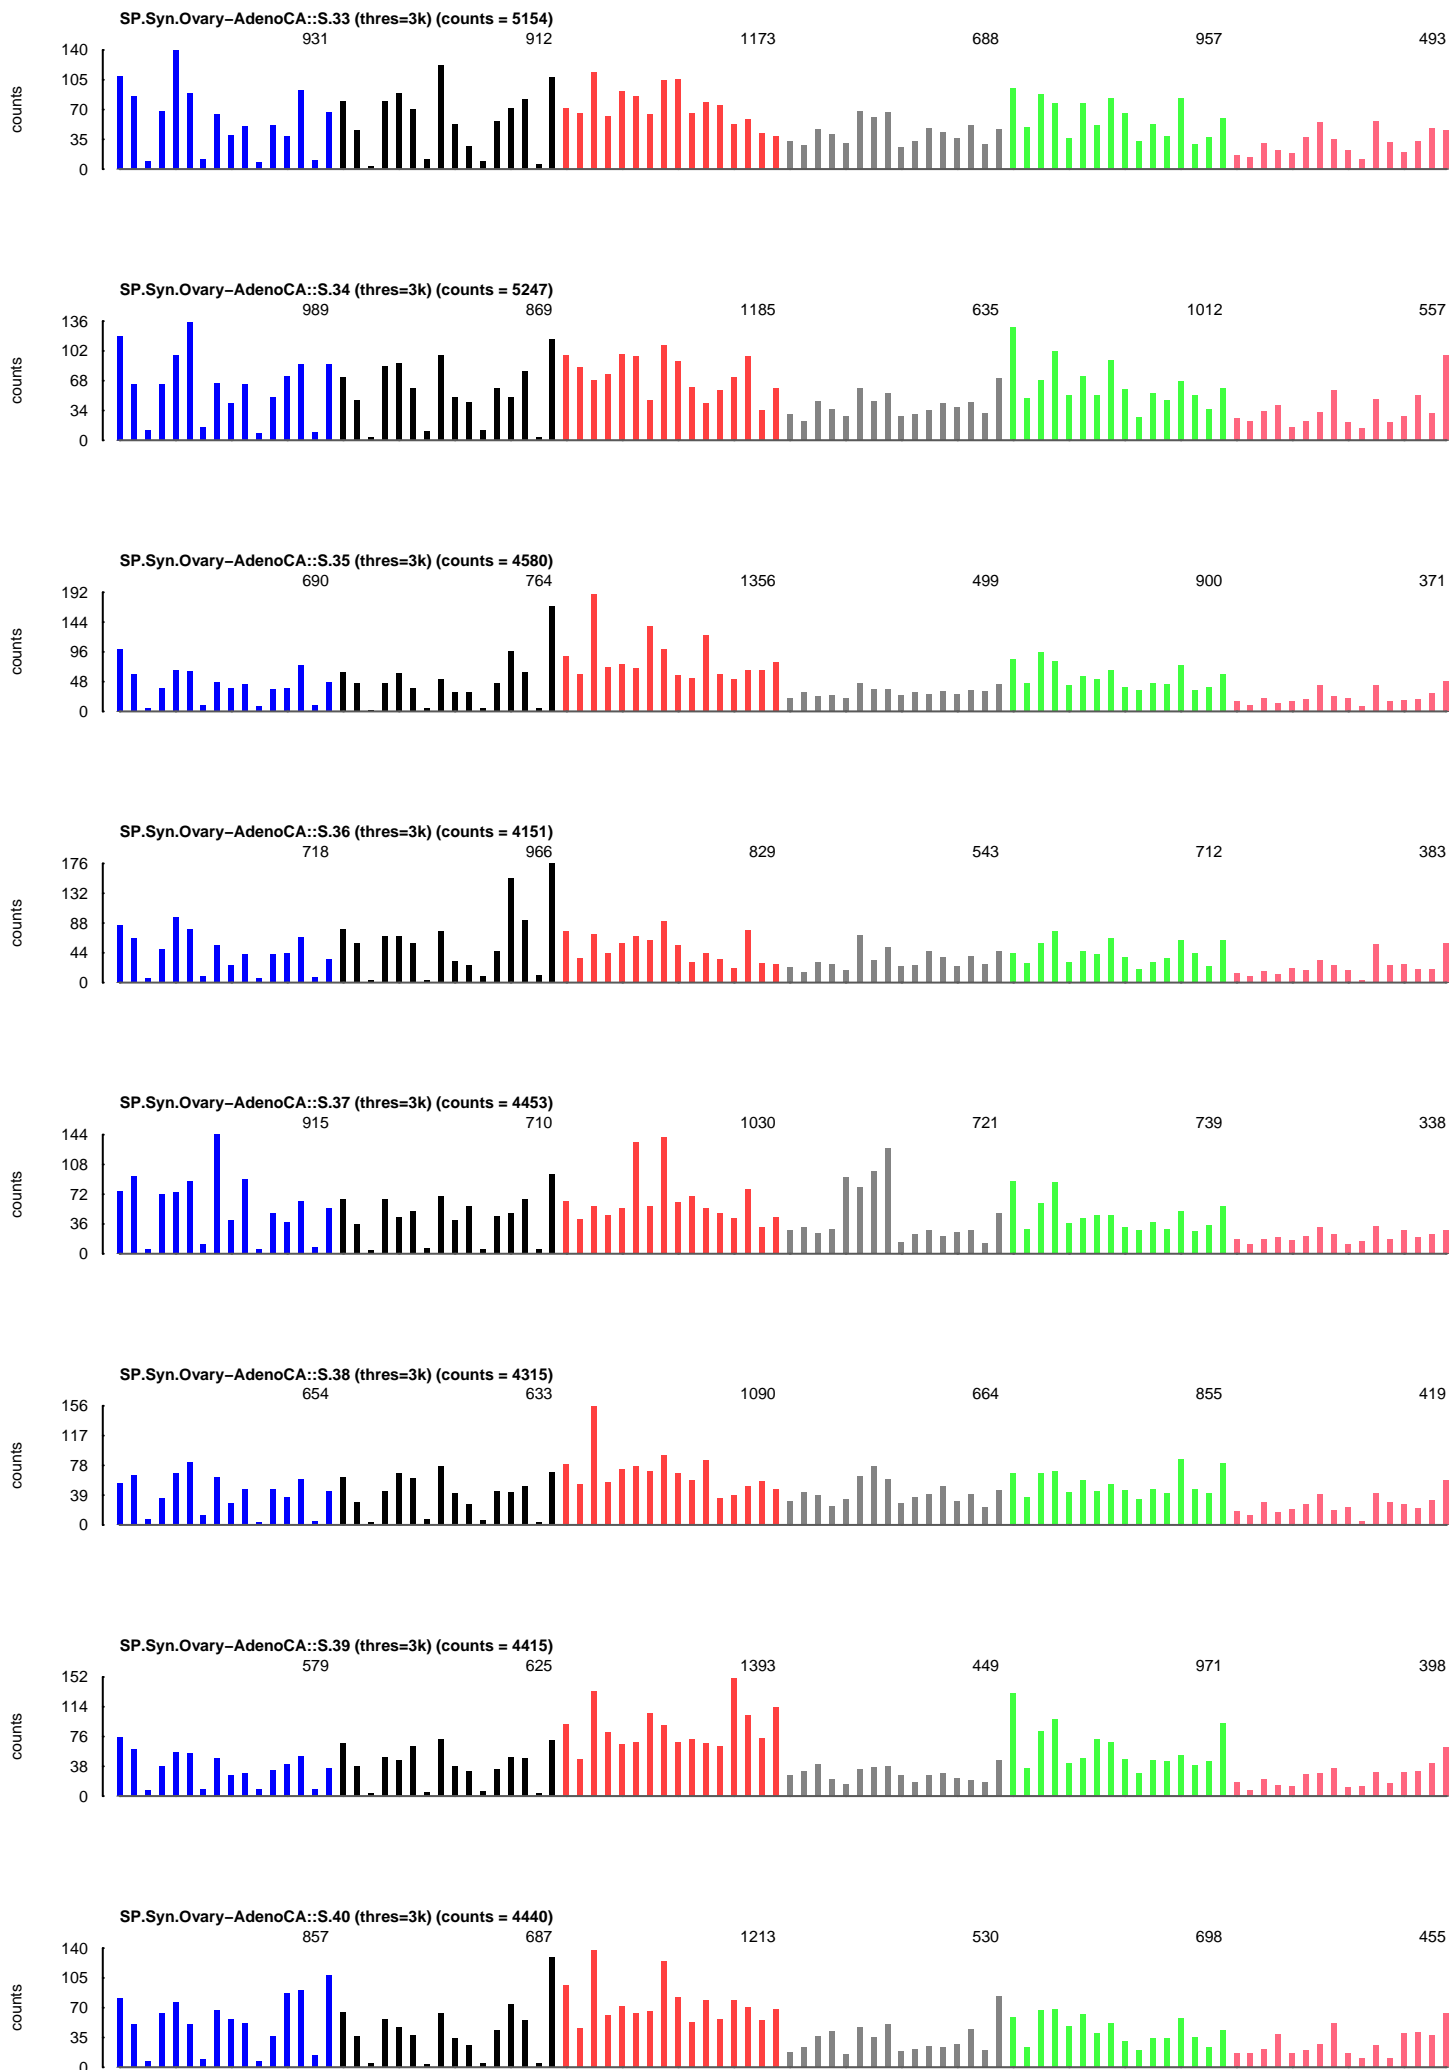 SP.Syn.Ovary–AdenoCA::S.33 (thres=3k) (counts = 5154)
931 912 1173 688 957 493
140
105
70
35
0
counts
SP.Syn.Ovary–AdenoCA::S.34 (thres=3k) (counts = 5247)
989 869 1185 635 1012 557
136
102
68
34
0
counts
SP.Syn.Ovary–AdenoCA::S.35 (thres=3k) (counts = 4580)
690 764 1356 499 900 371
192
144
96
48
0
counts
SP.Syn.Ovary–AdenoCA::S.36 (thres=3k) (counts = 4151)
718 966 829 543 712 383
176
132
88
44
0
counts
SP.Syn.Ovary–AdenoCA::S.37 (thres=3k) (counts = 4453)
915 710 1030 721 739 338
144
108
72
36
0
counts
SP.Syn.Ovary–AdenoCA::S.38 (thres=3k) (counts = 4315)
654 633 1090 664 855 419
156
117
78
39
0
counts
SP.Syn.Ovary–AdenoCA::S.39 (thres=3k) (counts = 4415)
579 625 1393 449 971 398
152
114
76
38
0
counts
SP.Syn.Ovary–AdenoCA::S.40 (thres=3k) (counts = 4440)
857 687 1213 530 698 455
140
105
70
35
0
counts